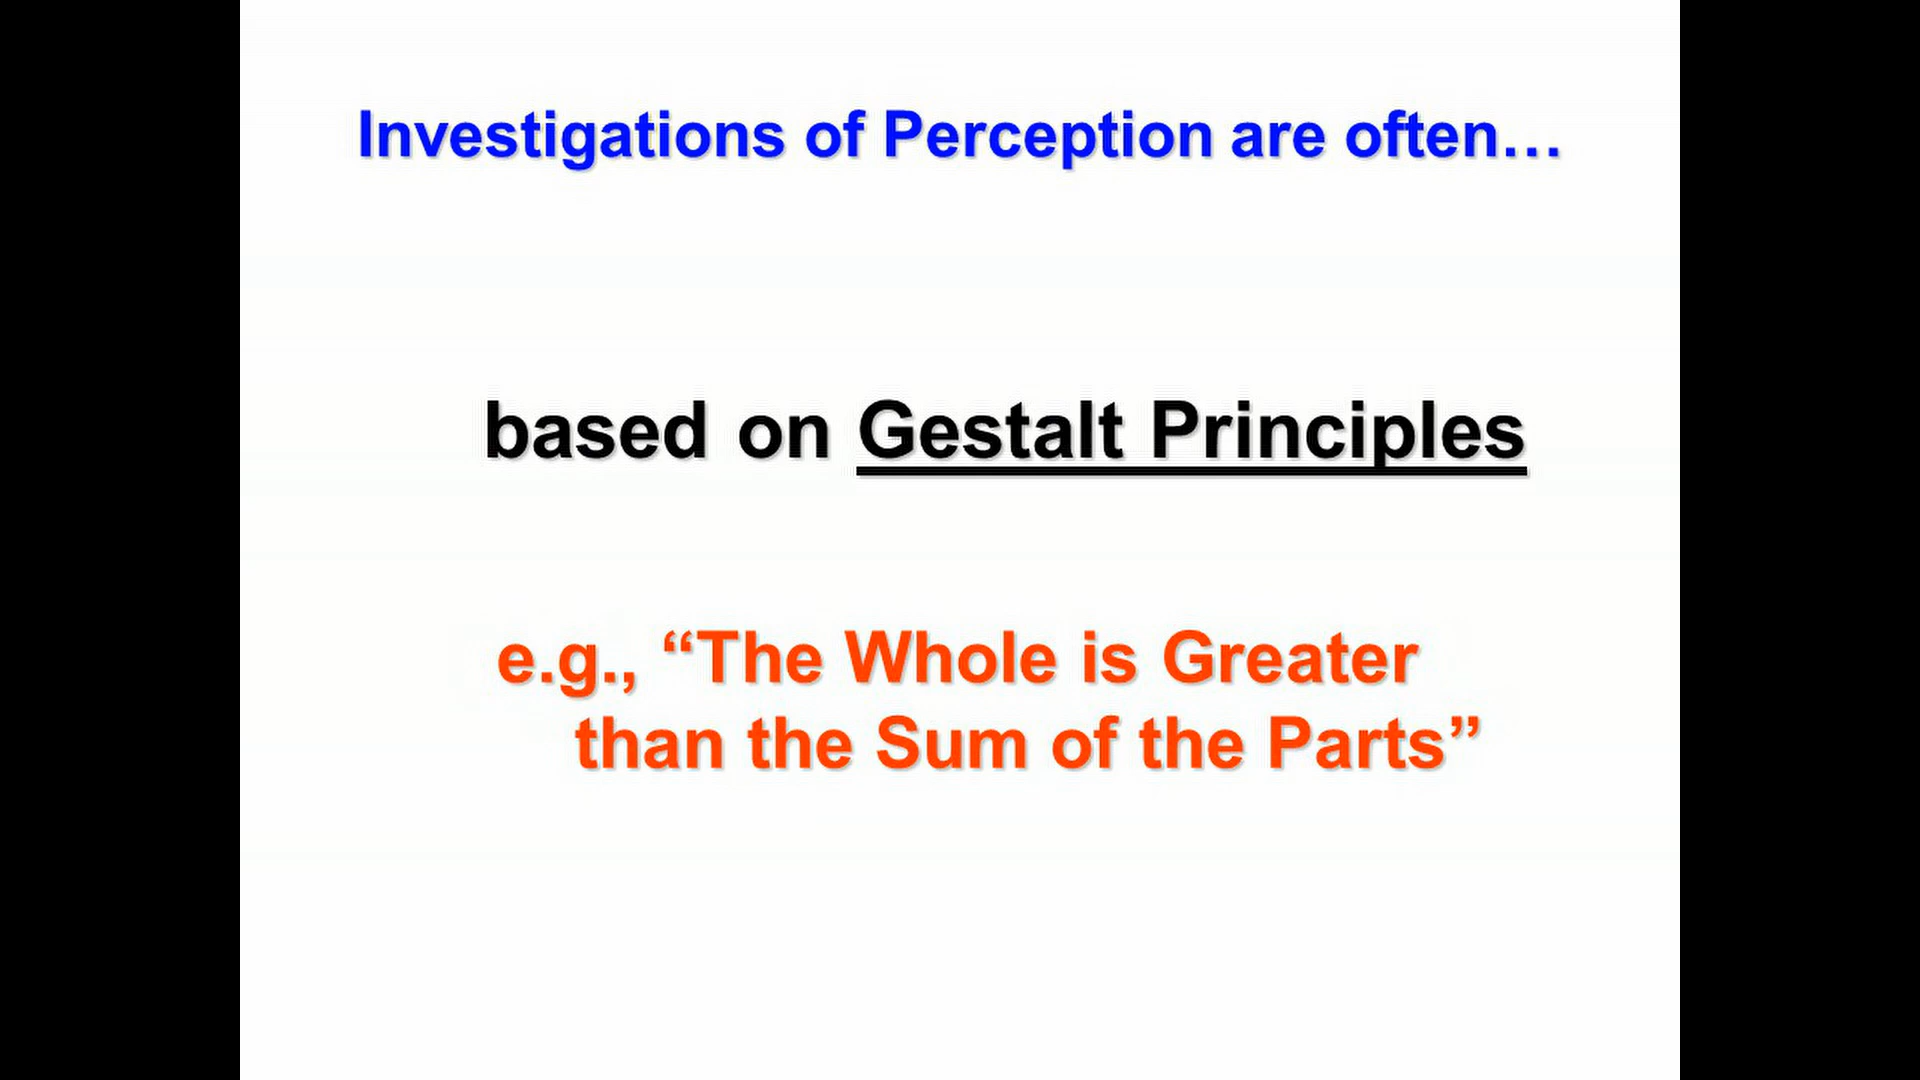 Investigations of Perception are often…
based on Gestalt Principles
e.g., “The Whole is Greater
than the Sum of the Parts”